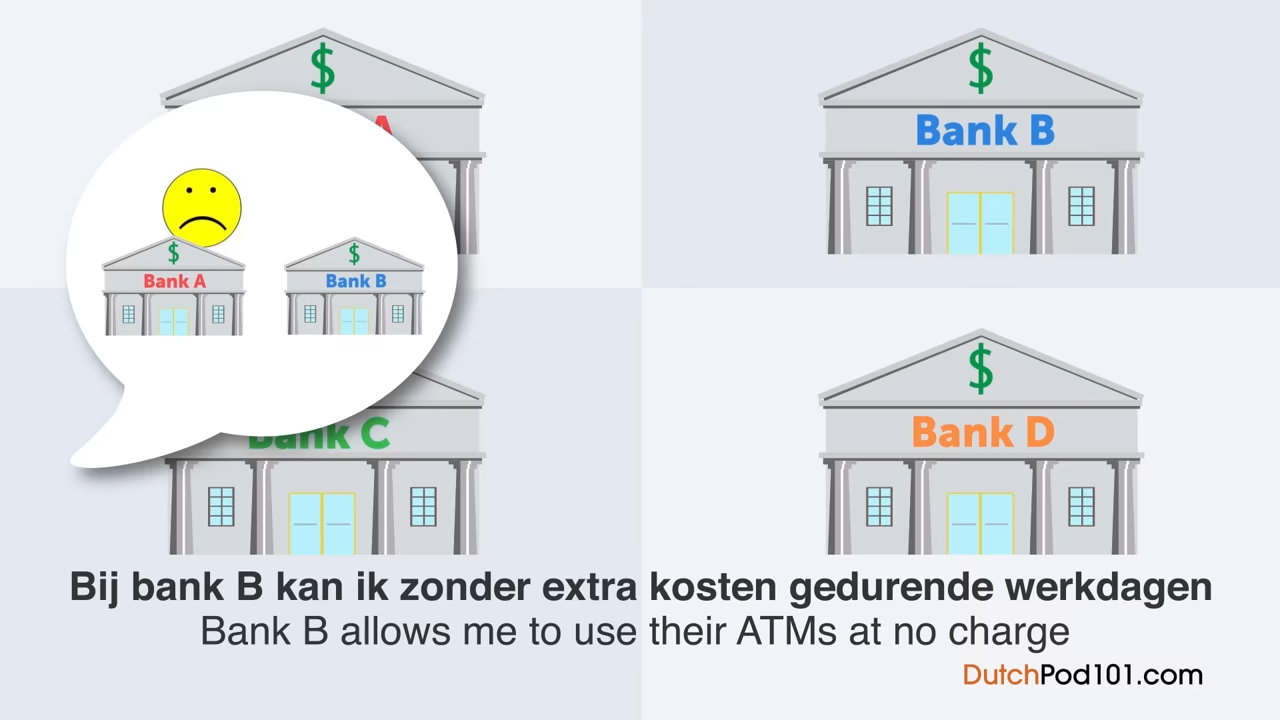 $
$
A
Bank B
$
$
Bank A
Bank B
$
Bank C
Bank D
Bij bank B kan ik zonder extra kosten gedurende werkdagen
Bank B allows me to use their ATMs at no charge
DutchPod101.com